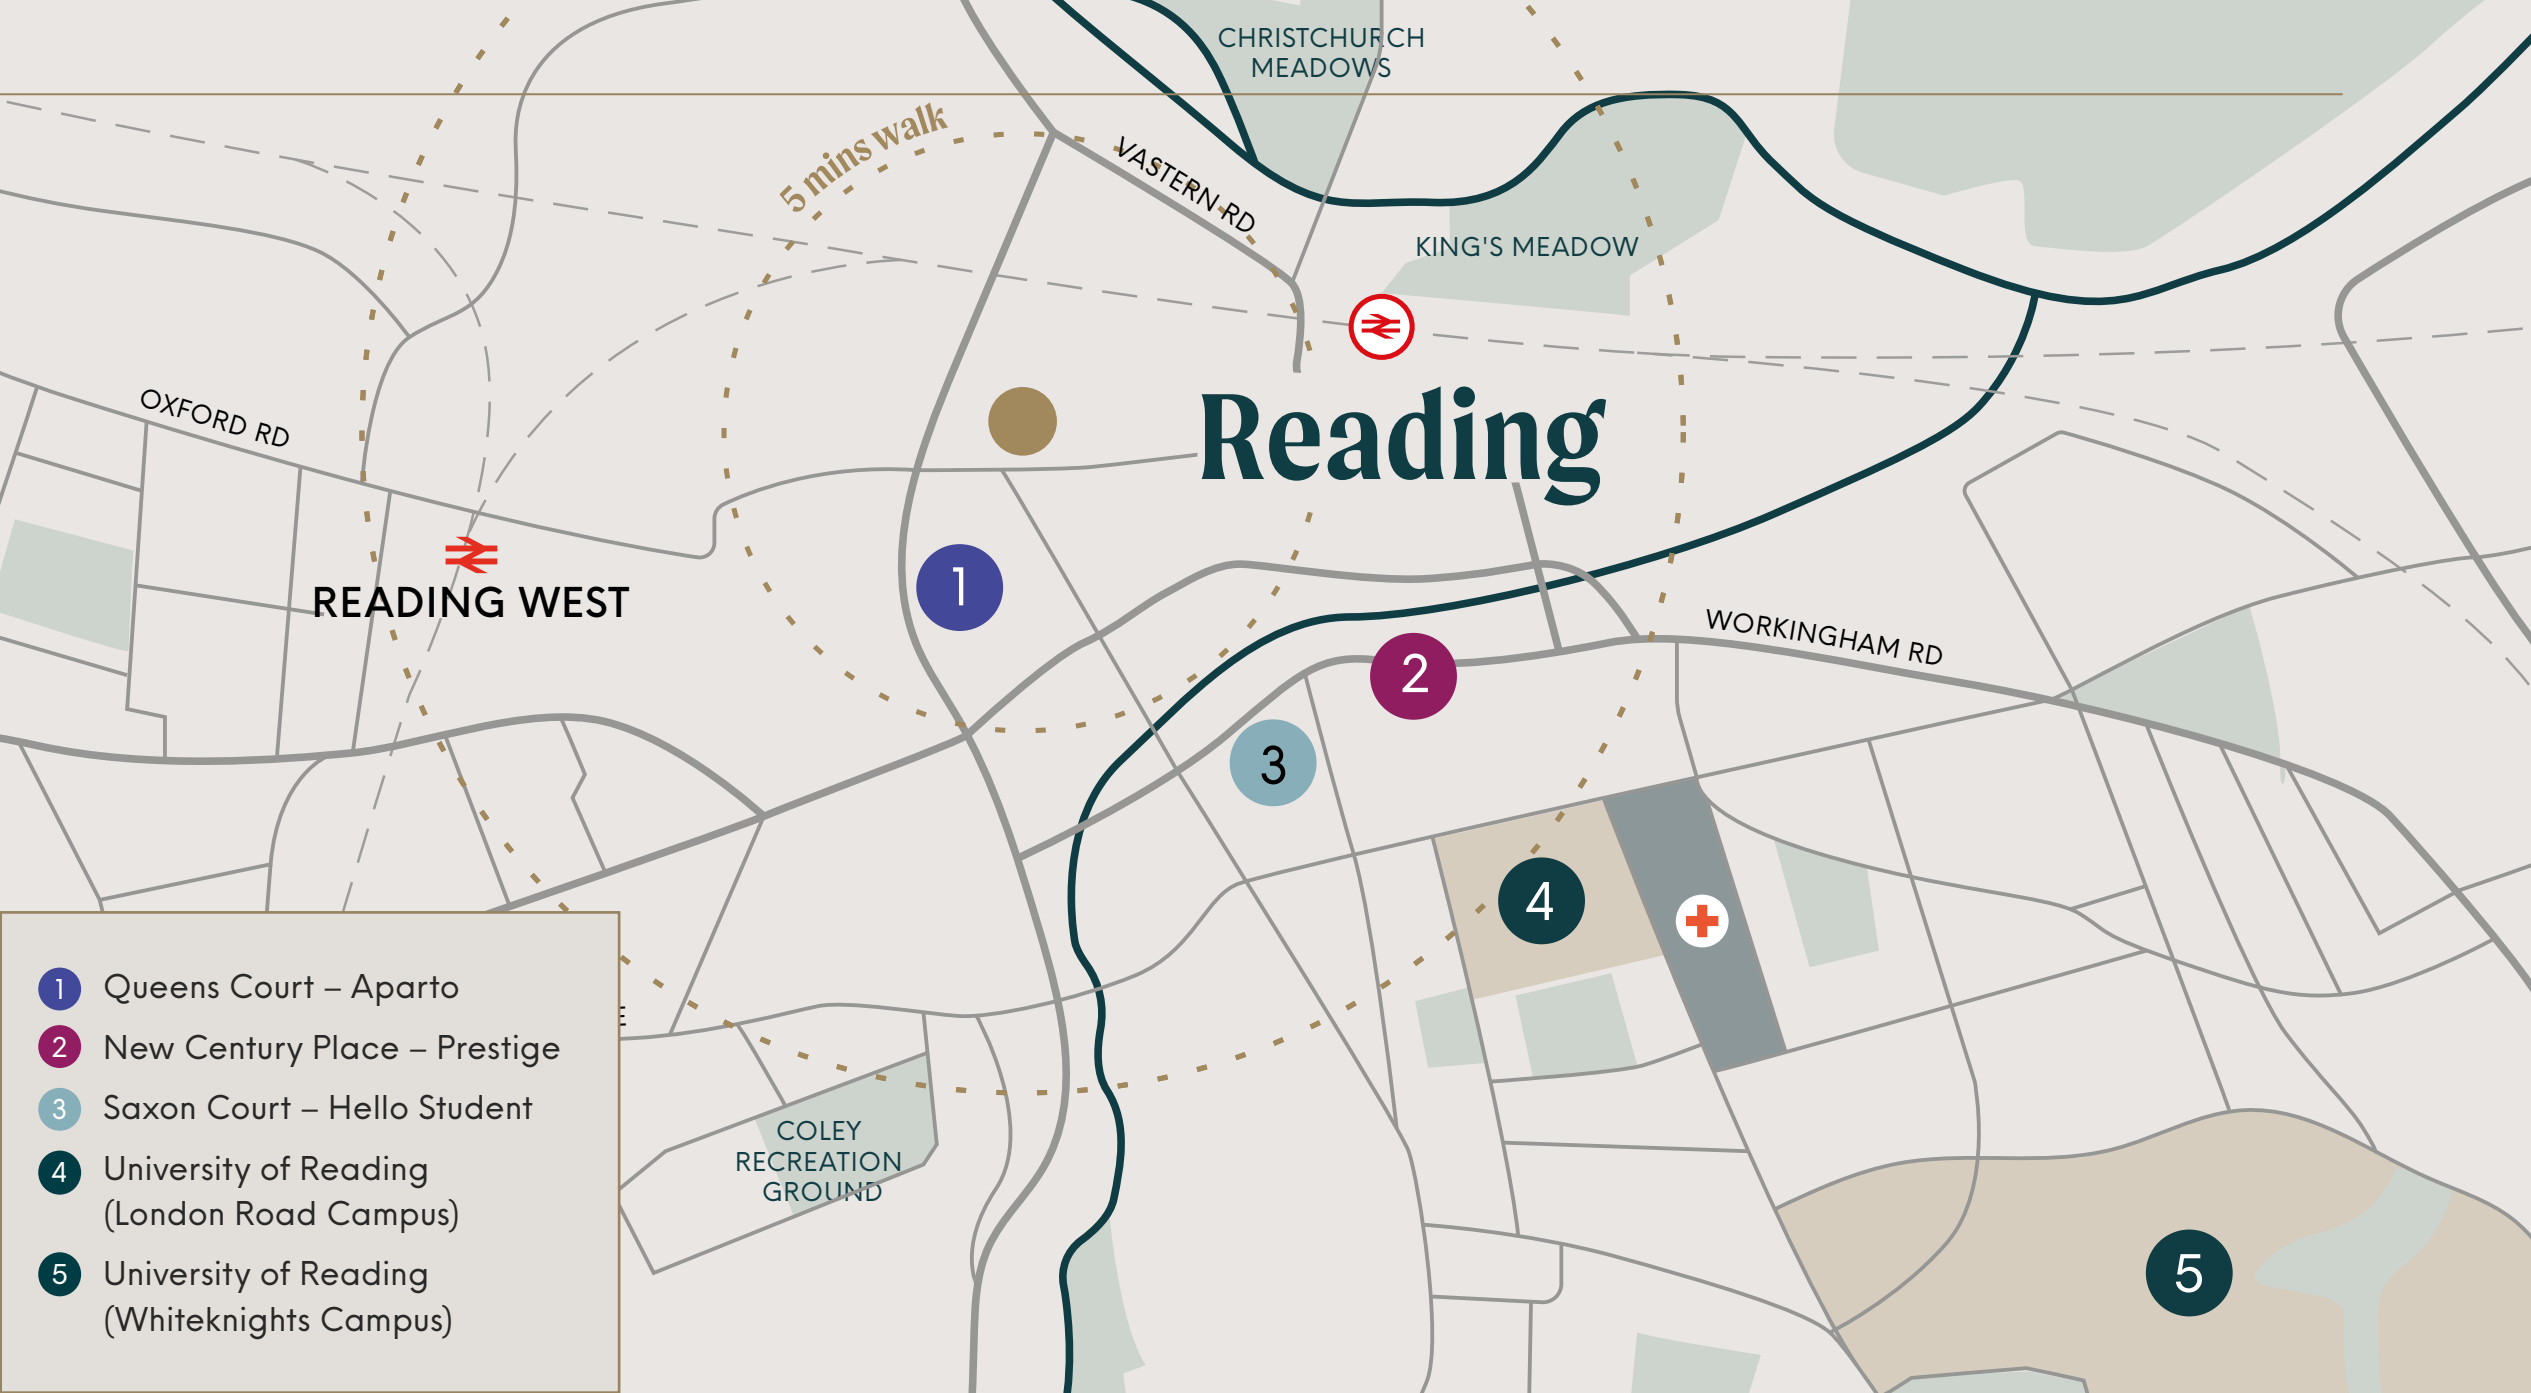 CHRISTCHURCH
MEADOWS
5 mins walk
VASTERN RD
KING'S MEADOW
OXFORD RD
Reading
READING WEST
1
2
WORKINGHAM RD
3
4
5
E
COLEY
RECREATION
GROUND
1 Queens Court – Aparto
2 New Century Place – Prestige
3 Saxon Court – Hello Student
4 University of Reading
(London Road Campus)
5 University of Reading
(Whiteknights Campus)